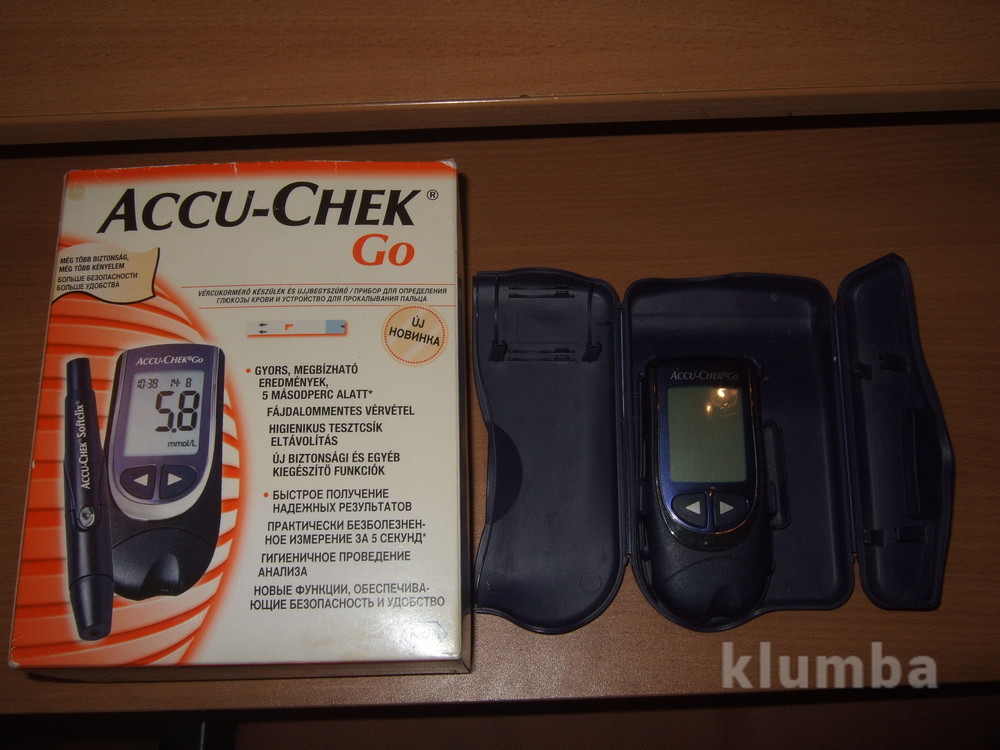 ACCU-CHEK®
Go
MÉG TÖBB BIZTONSÁG,
MÉG TÖBB KÉNYELEM
БОЛЬШЕ БЕЗОПАСНОСТИ
БОЛЬШЕ УДОБСТВА
VÉRCUKORMÉRŐ KÉSZÜLÉK ÉS UJJBEGYSZÚRÓ / ПРИБОР ДЛЯ ОПРЕДЕЛЕНИЯ
ГЛЮКОЗЫ КРОВИ И УСТРОЙСТВО ДЛЯ ПРОКАЛЫВАНИЯ ПАЛЬЦА
ÚJ
НОВИНКА
• GYORS, MEGBÍZHATÓ
EREDMÉNYEK,
5 MÁSODPERC ALATT*
FÁJDALOMMENTES VÉRVÉTEL
HIGIENIKUS TESZTCSÍK
ELTÁVOLÍTÁS
ÚJ BIZTONSÁGI ÉS EGYÉB
KIEGÉSZÍTŐ FUNKCIÓK
• БЫСТРОЕ ПОЛУЧЕНИЕ
НАДЕЖНЫХ РЕЗУЛЬТАТОВ
ПРАКТИЧЕСКИ БЕЗБОЛЕЗНЕН-
НОЕ ИЗМЕРЕНИЕ ЗА 5 СЕКУНД*
ГИГИЕНИЧНОЕ ПРОВЕДЕНИЕ
АНАЛИЗА
НОВЫЕ ФУНКЦИИ, ОБЕСПЕЧИВА-
ЮЩИЕ БЕЗОПАСНОСТЬ И УДОБСТВО
ACCU-CHEK® Softclix®
ACCU-CHEK® Go
10:38 14-8
5.8
mmol/L
ACCU-CHEK® Go
klumba